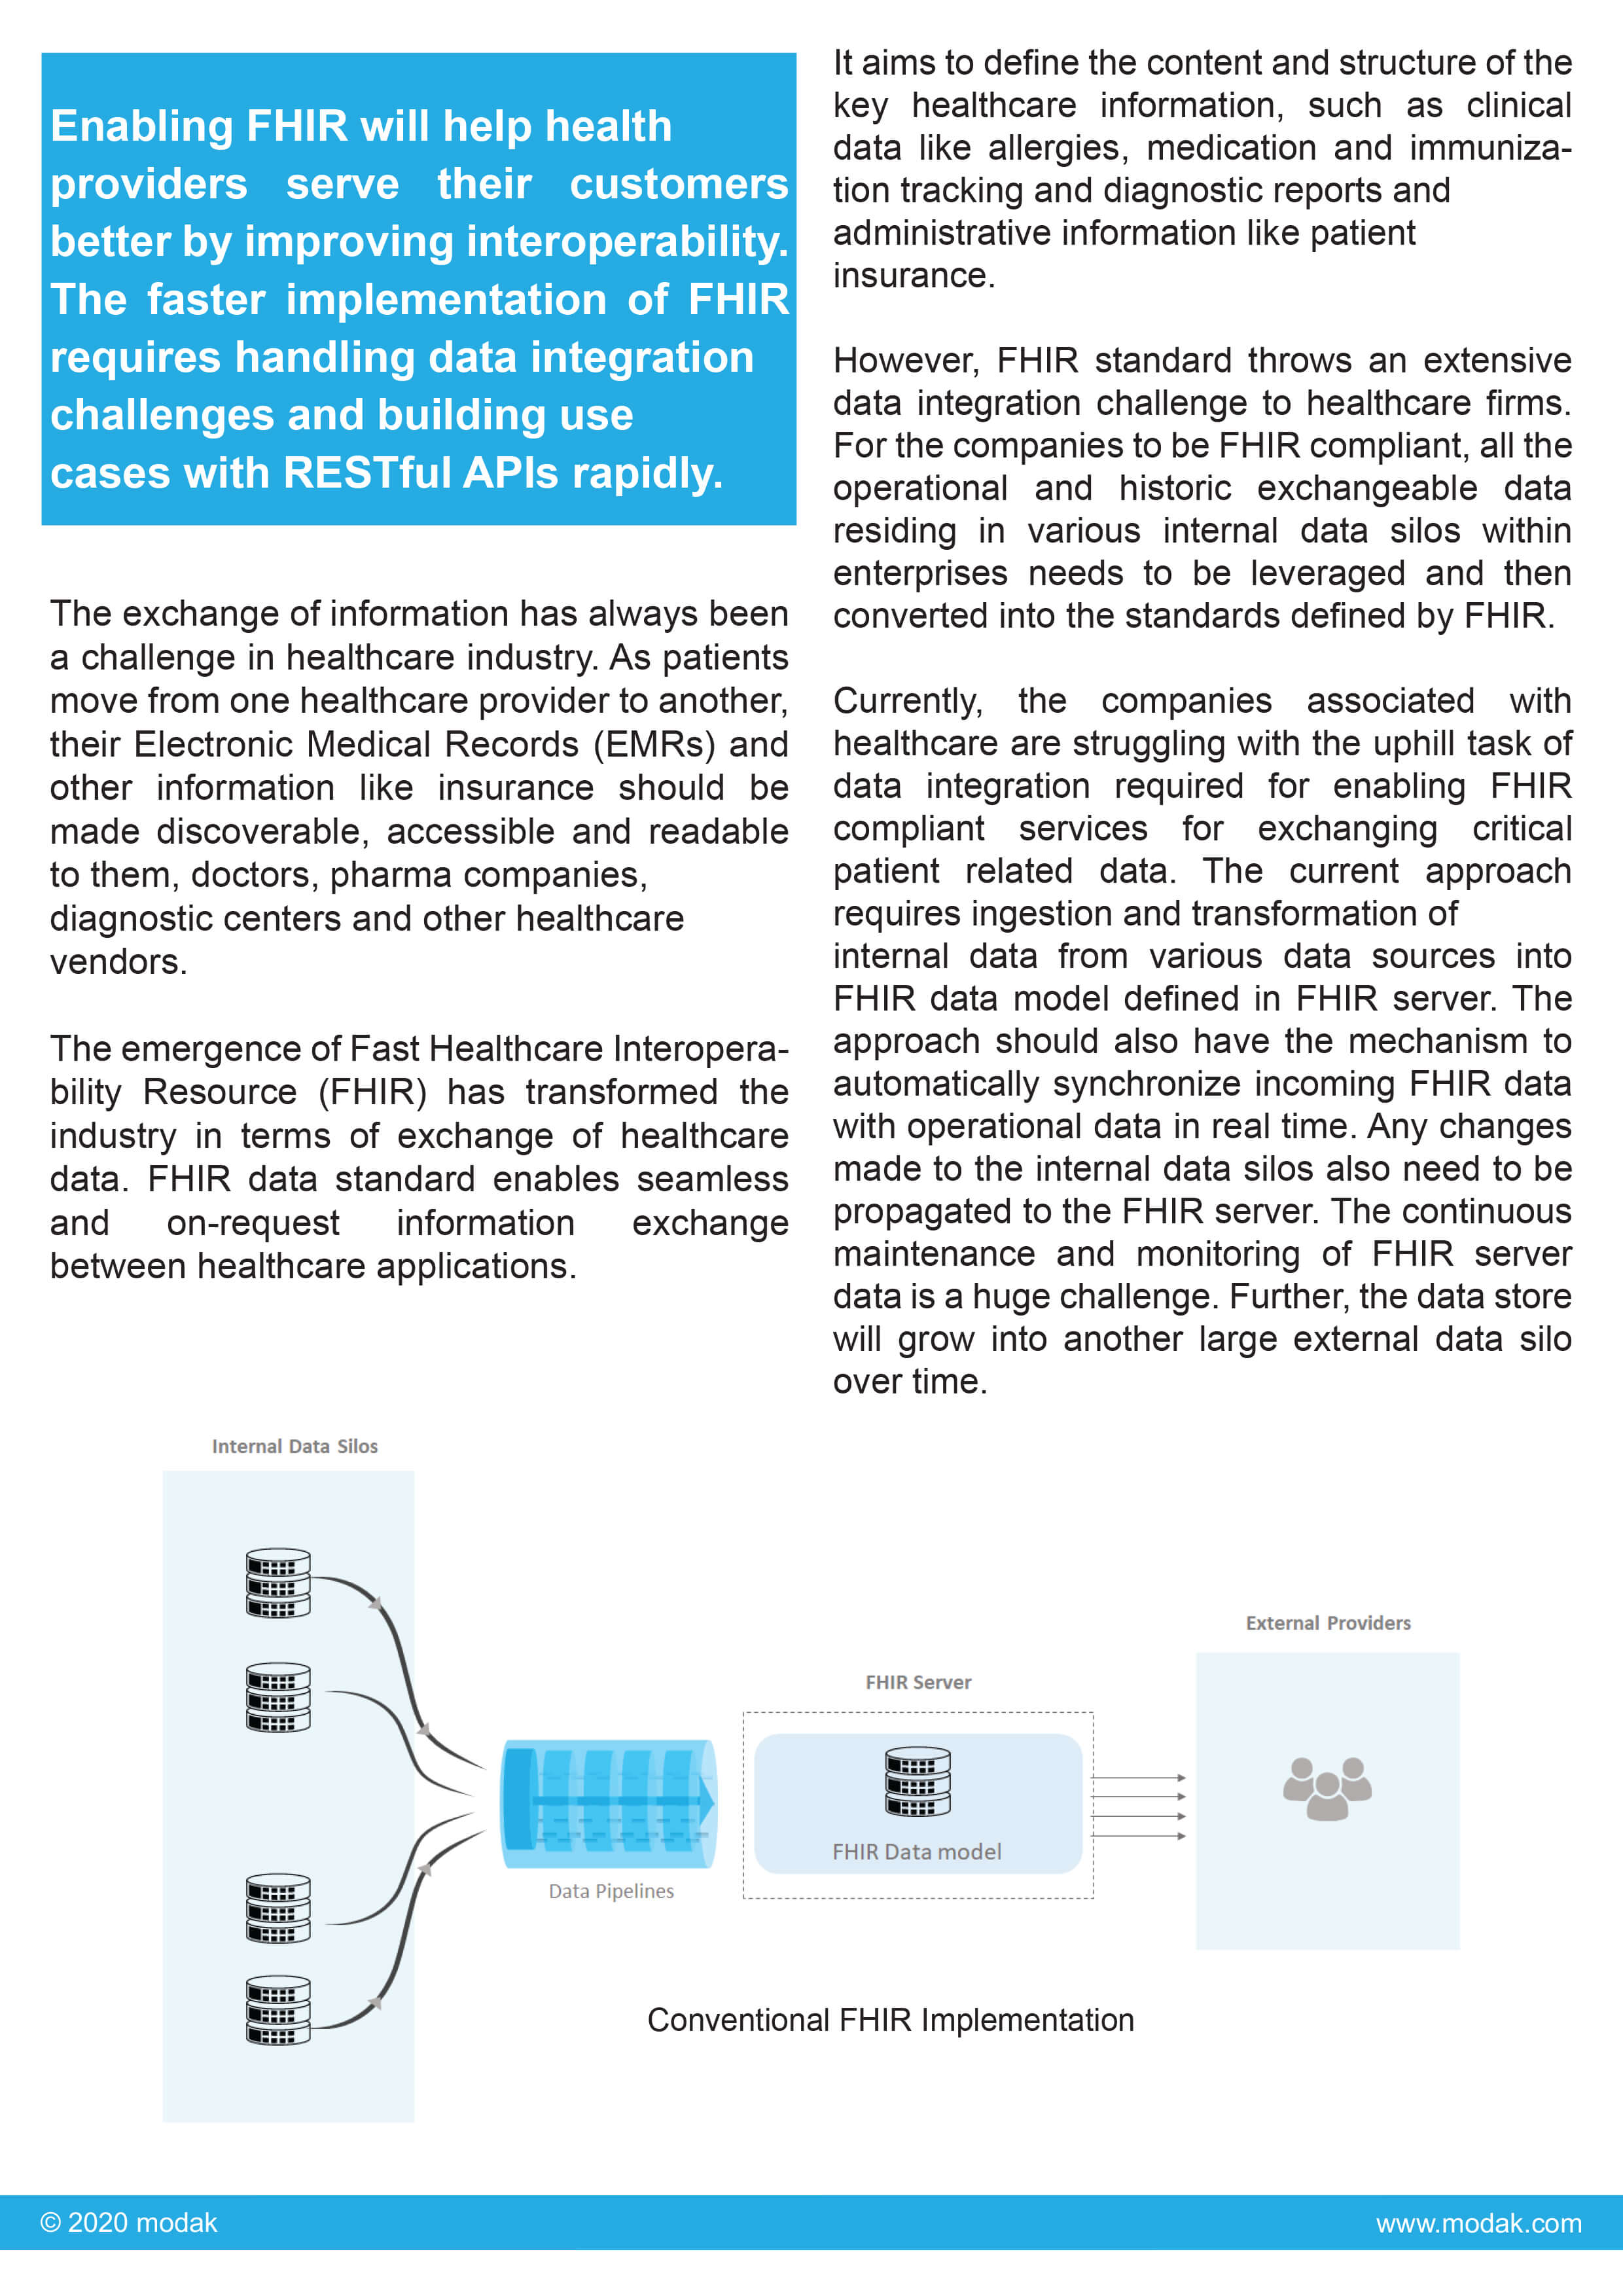 Enabling FHIR will help health
providers serve their customers
better by improving interoperability.
The faster implementation of FHIR
requires handling data integration
challenges and building use
cases with RESTful APIs rapidly.
The exchange of information has always been
a challenge in healthcare industry. As patients
move from one healthcare provider to another,
their Electronic Medical Records (EMRs) and
other information like insurance should be
made discoverable, accessible and readable
to them, doctors, pharma companies,
diagnostic centers and other healthcare
vendors.
The emergence of Fast Healthcare Interopera-
bility Resource (FHIR) has transformed the
industry in terms of exchange of healthcare
data. FHIR data standard enables seamless
and on-request information exchange
between healthcare applications.
It aims to define the content and structure of the
key healthcare information, such as clinical
data like allergies, medication and immuniza-
tion tracking and diagnostic reports and
administrative information like patient
insurance.
However, FHIR standard throws an extensive
data integration challenge to healthcare firms.
For the companies to be FHIR compliant, all the
operational and historic exchangeable data
residing in various internal data silos within
enterprises needs to be leveraged and then
converted into the standards defined by FHIR.
Currently, the companies associated with
healthcare are struggling with the uphill task of
data integration required for enabling FHIR
compliant services for exchanging critical
patient related data. The current approach
requires ingestion and transformation of
internal data from various data sources into
FHIR data model defined in FHIR server. The
approach should also have the mechanism to
automatically synchronize incoming FHIR data
with operational data in real time. Any changes
made to the internal data silos also need to be
propagated to the FHIR server. The continuous
maintenance and monitoring of FHIR server
data is a huge challenge. Further, the data store
will grow into another large external data silo
over time.
Internal Data Silos
External Providers
FHIR Server
FHIR Data model
Data Pipelines
Conventional FHIR Implementation
© 2020 modak
www.modak.com